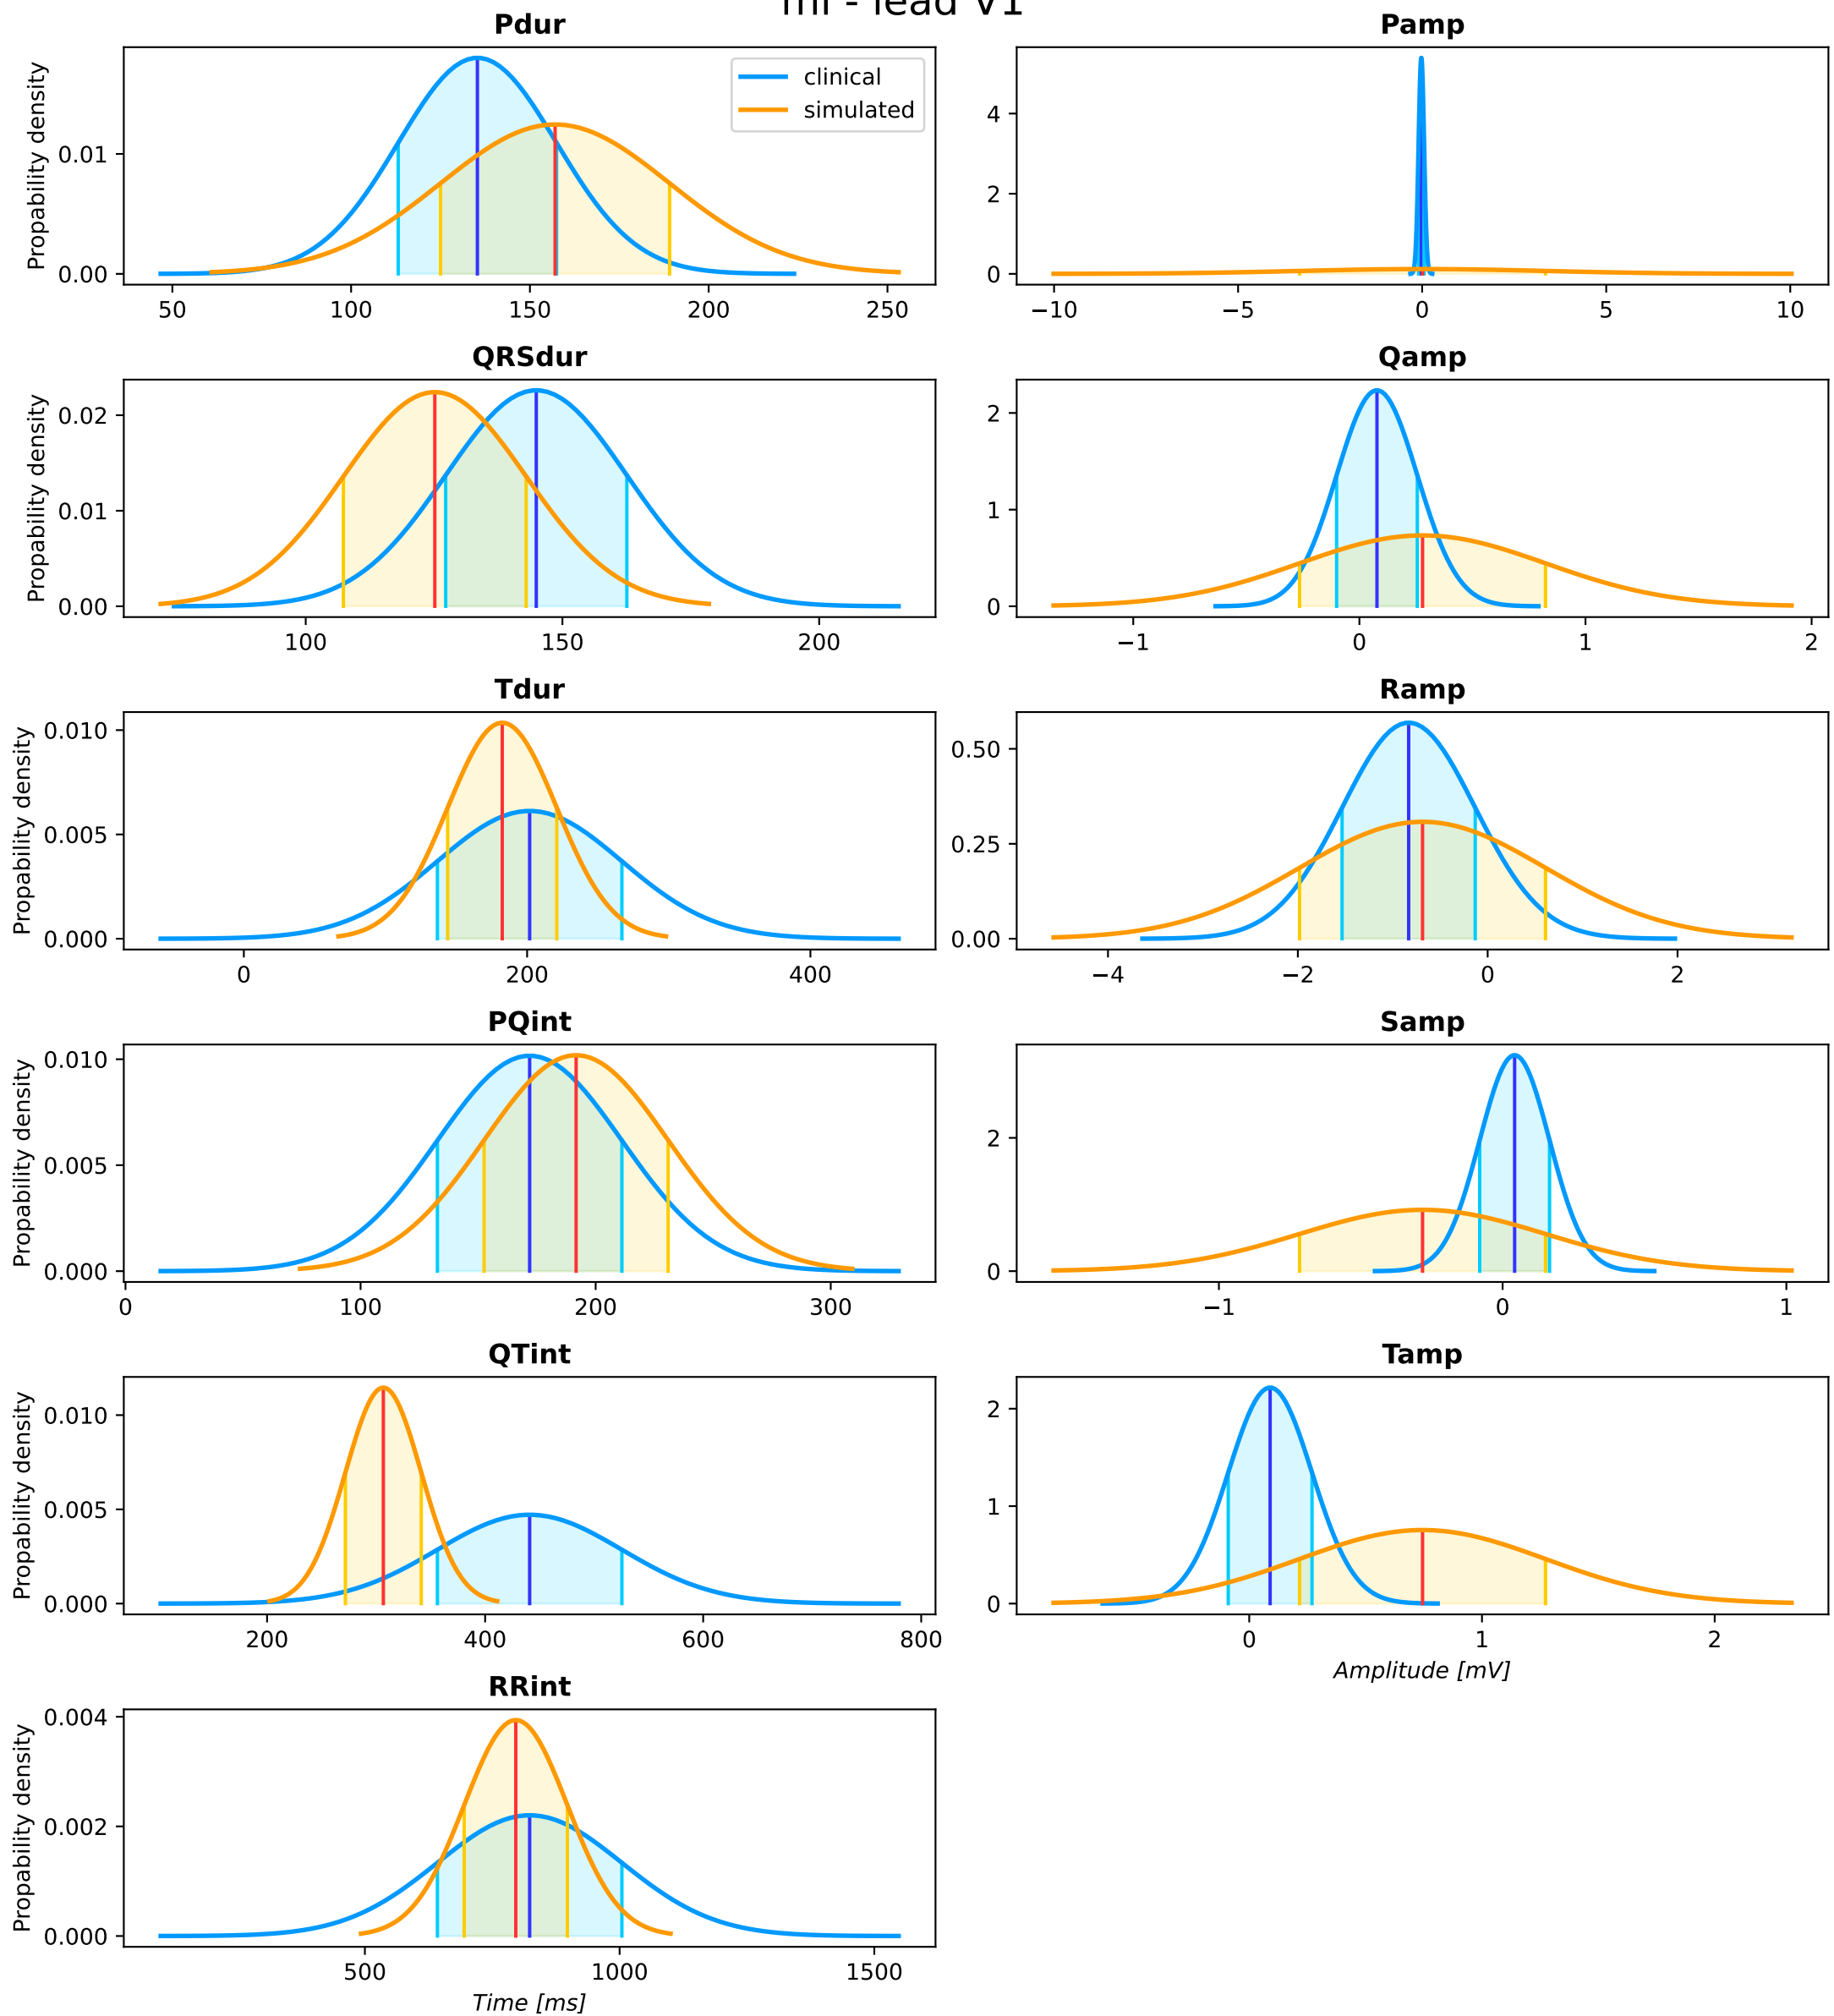 mi - lead V1
Pdur
Propability density
0.01
0.00
50 100 150 200 250
clinical
simulated
Pamp
4
2
0
−10 −5 0 5 10
QRSdur
Propability density
0.02
0.01
0.00
100 150 200
Qamp
2
1
0
−1 0 1 2
Tdur
Propability density
0.010
0.005
0.000
0 200 400
Ramp
0.50
0.25
0.00
−4 −2 0 2
PQint
Propability density
0.010
0.005
0.000
0 100 200 300
Samp
2
0
−1 0 1
QTint
Propability density
0.010
0.005
0.000
200 400 600 800
Tamp
2
1
0
0 1 2
Amplitude [mV]
RRint
Propability density
0.004
0.002
0.000
500 1000 1500
Time [ms]